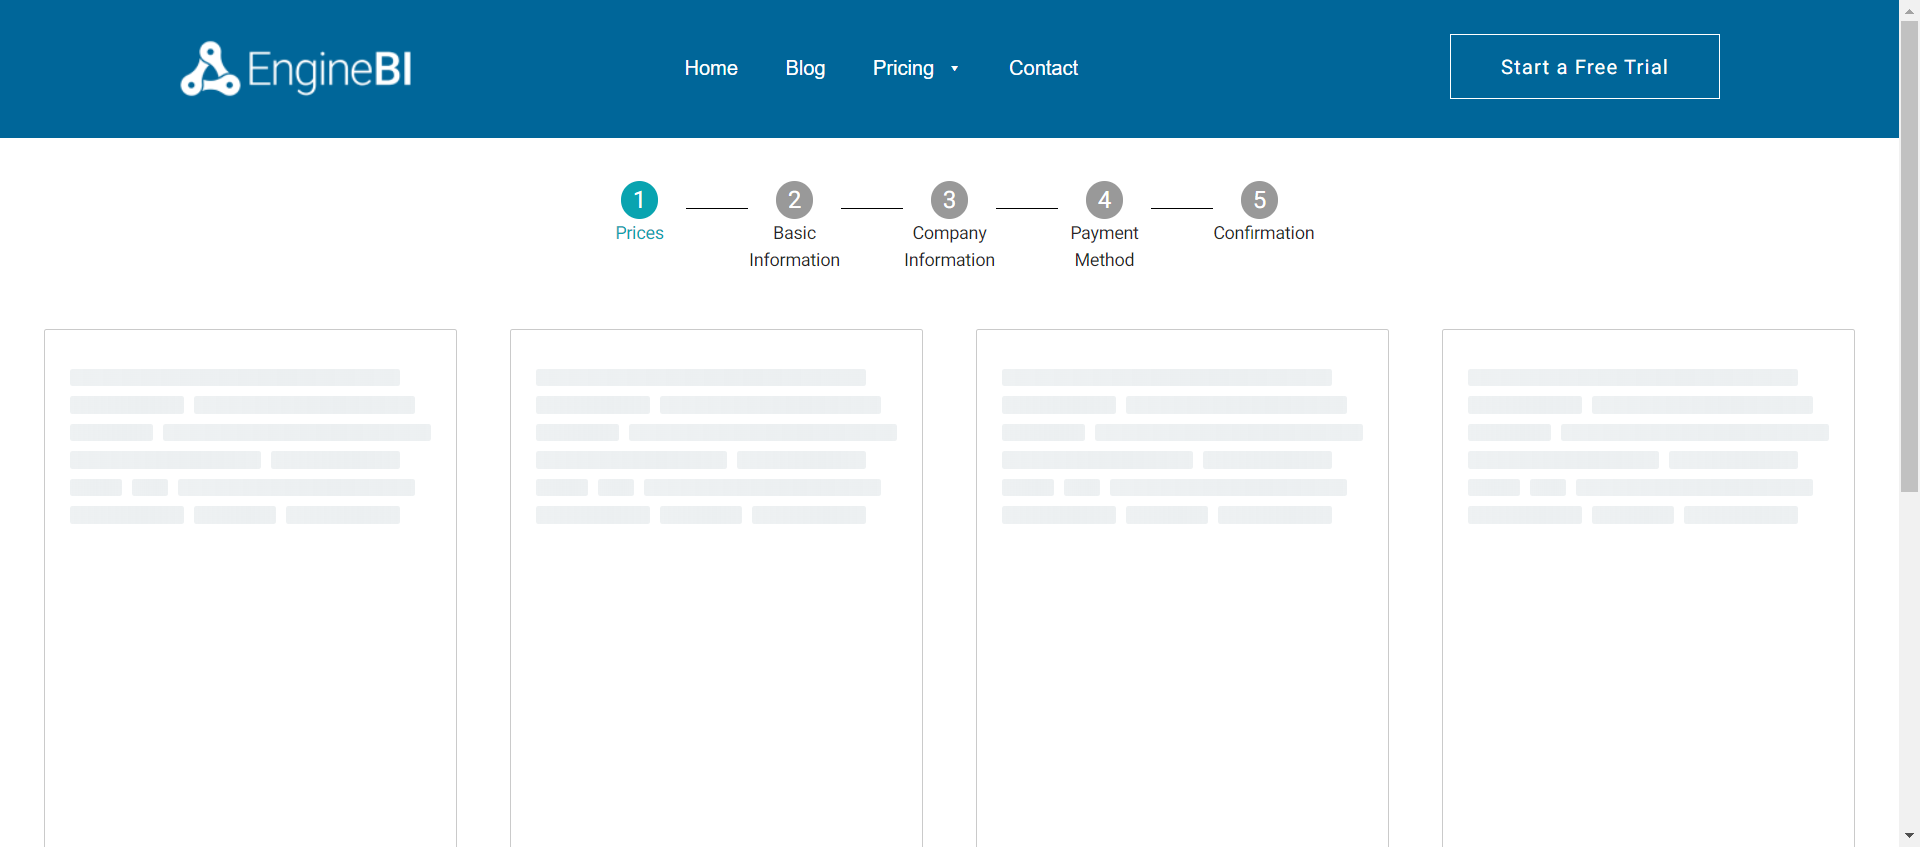 EngineBI
Home Blog Pricing Contact
Start a Free Trial
1 2 3 4 5
Prices Basic Information Company Information Payment Method Confirmation